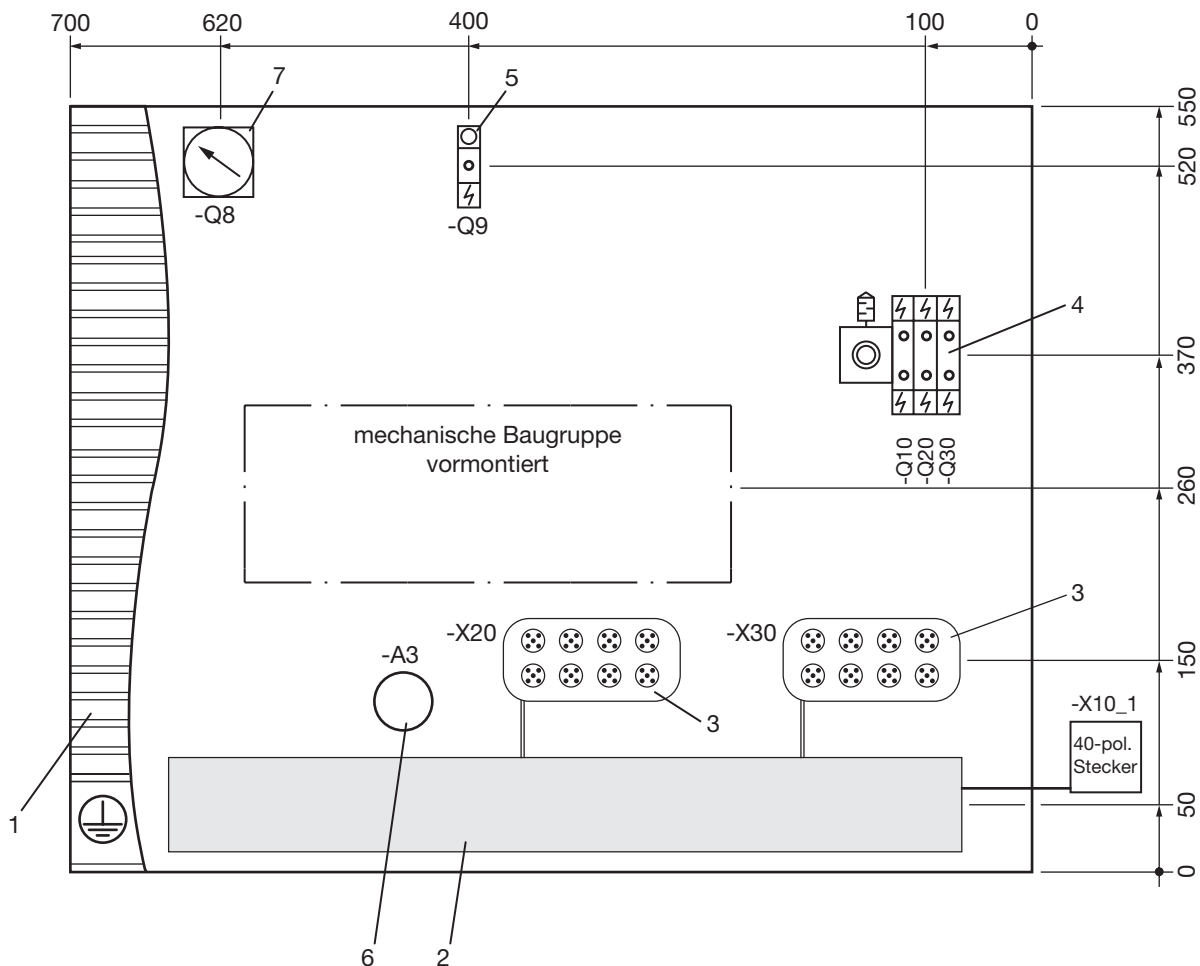 700 620 400 100 0
7
5
550
520
-Q8
-Q9
4
370
mechanische Baugruppe
vormontiert
-Q10
-Q20
-Q30
260
3
-X20
-X30
150
-A3
3
-X10_1
40-pol.
Stecker
1
50
0
6
2